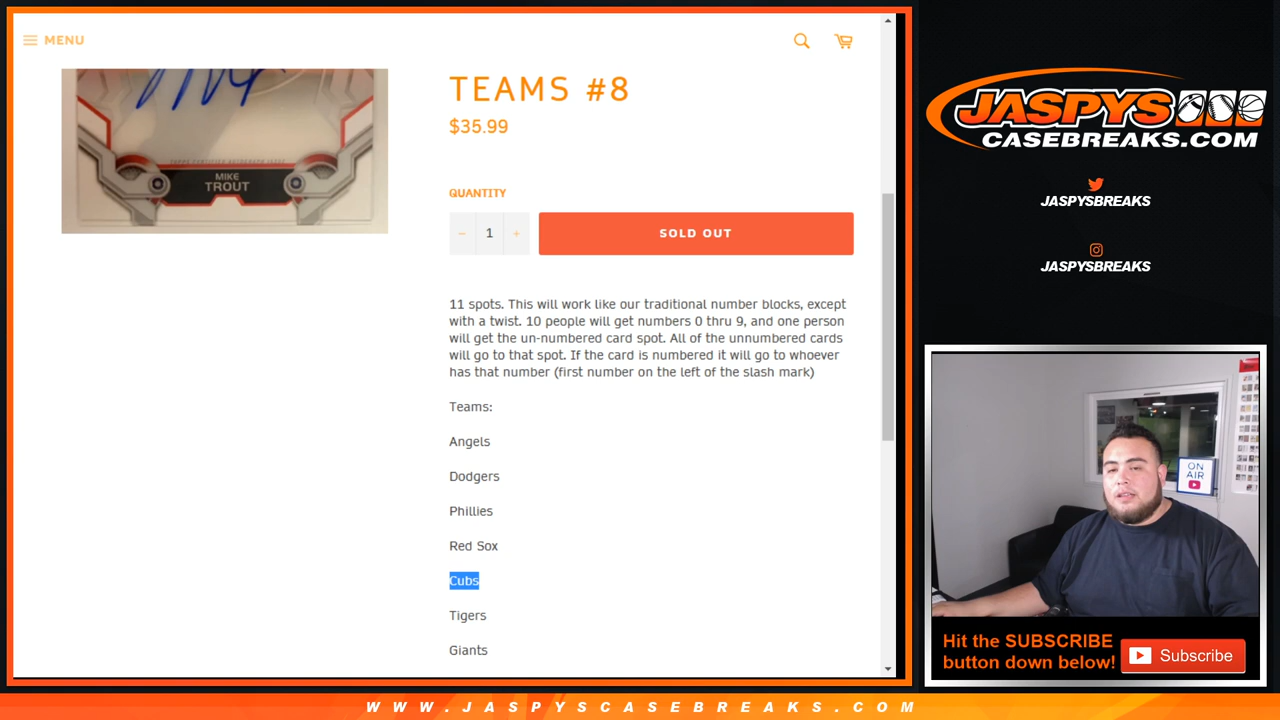 MENU
TEAMS #8
$35.99
MIKE
TROUT
QUANTITY
− 1 +
SOLD OUT
11 spots. This will work like our traditional number blocks, except
with a twist. 10 people will get numbers 0 thru 9, and one person
will get the un-numbered card spot. All of the unnumbered cards
will go to that spot. If the card is numbered it will go to whoever
has that number (first number on the left of the slash mark)
Teams:
Angels
Dodgers
Phillies
Red Sox
Cubs
Tigers
Giants
JASPYS
CASEBREAKS.COM
JASPYSBREAKS
JASPYSBREAKS
ON
AIR
Hit the SUBSCRIBE
button down below!
Subscribe
WWW.JASPYSCASEBREAKS.COM